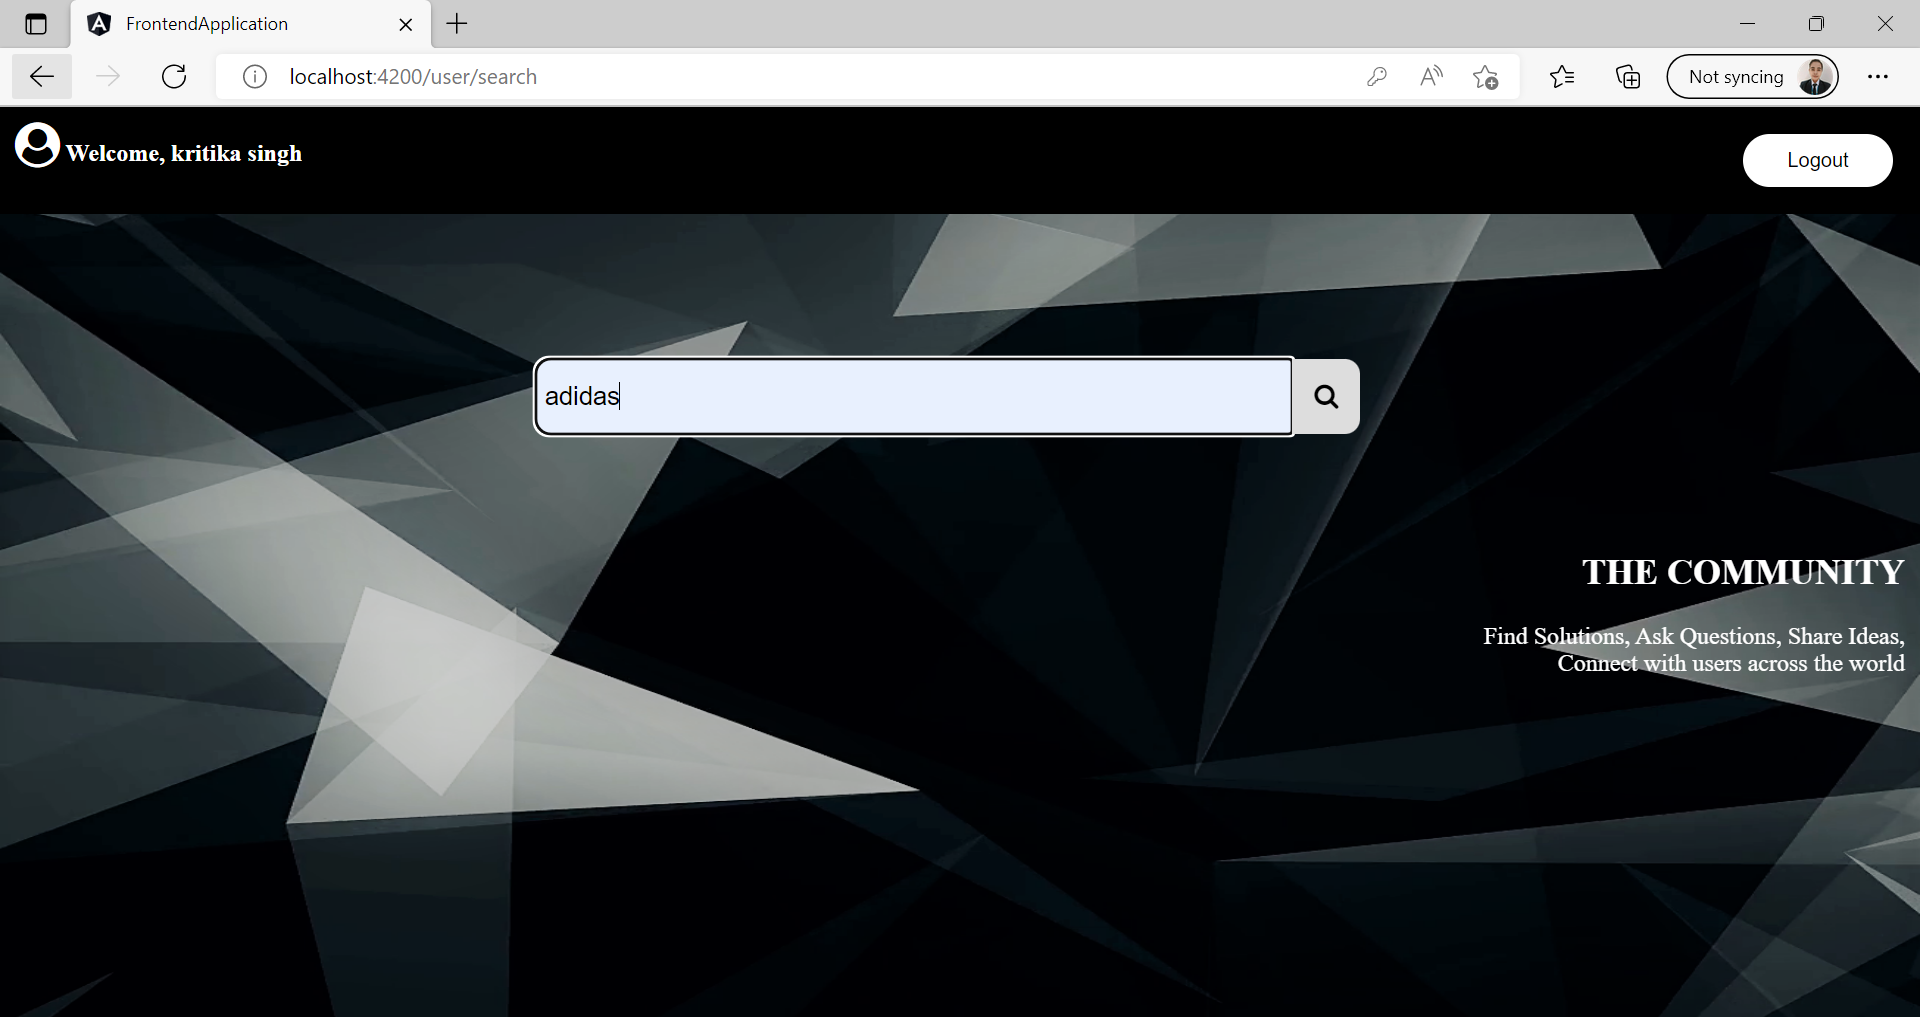 FrontendApplication
localhost:4200/user/search
Not syncing
Welcome, kritika singh
Logout
adidas
THE COMMUNITY
Find Solutions, Ask Questions, Share Ideas,
Connect with users across the world